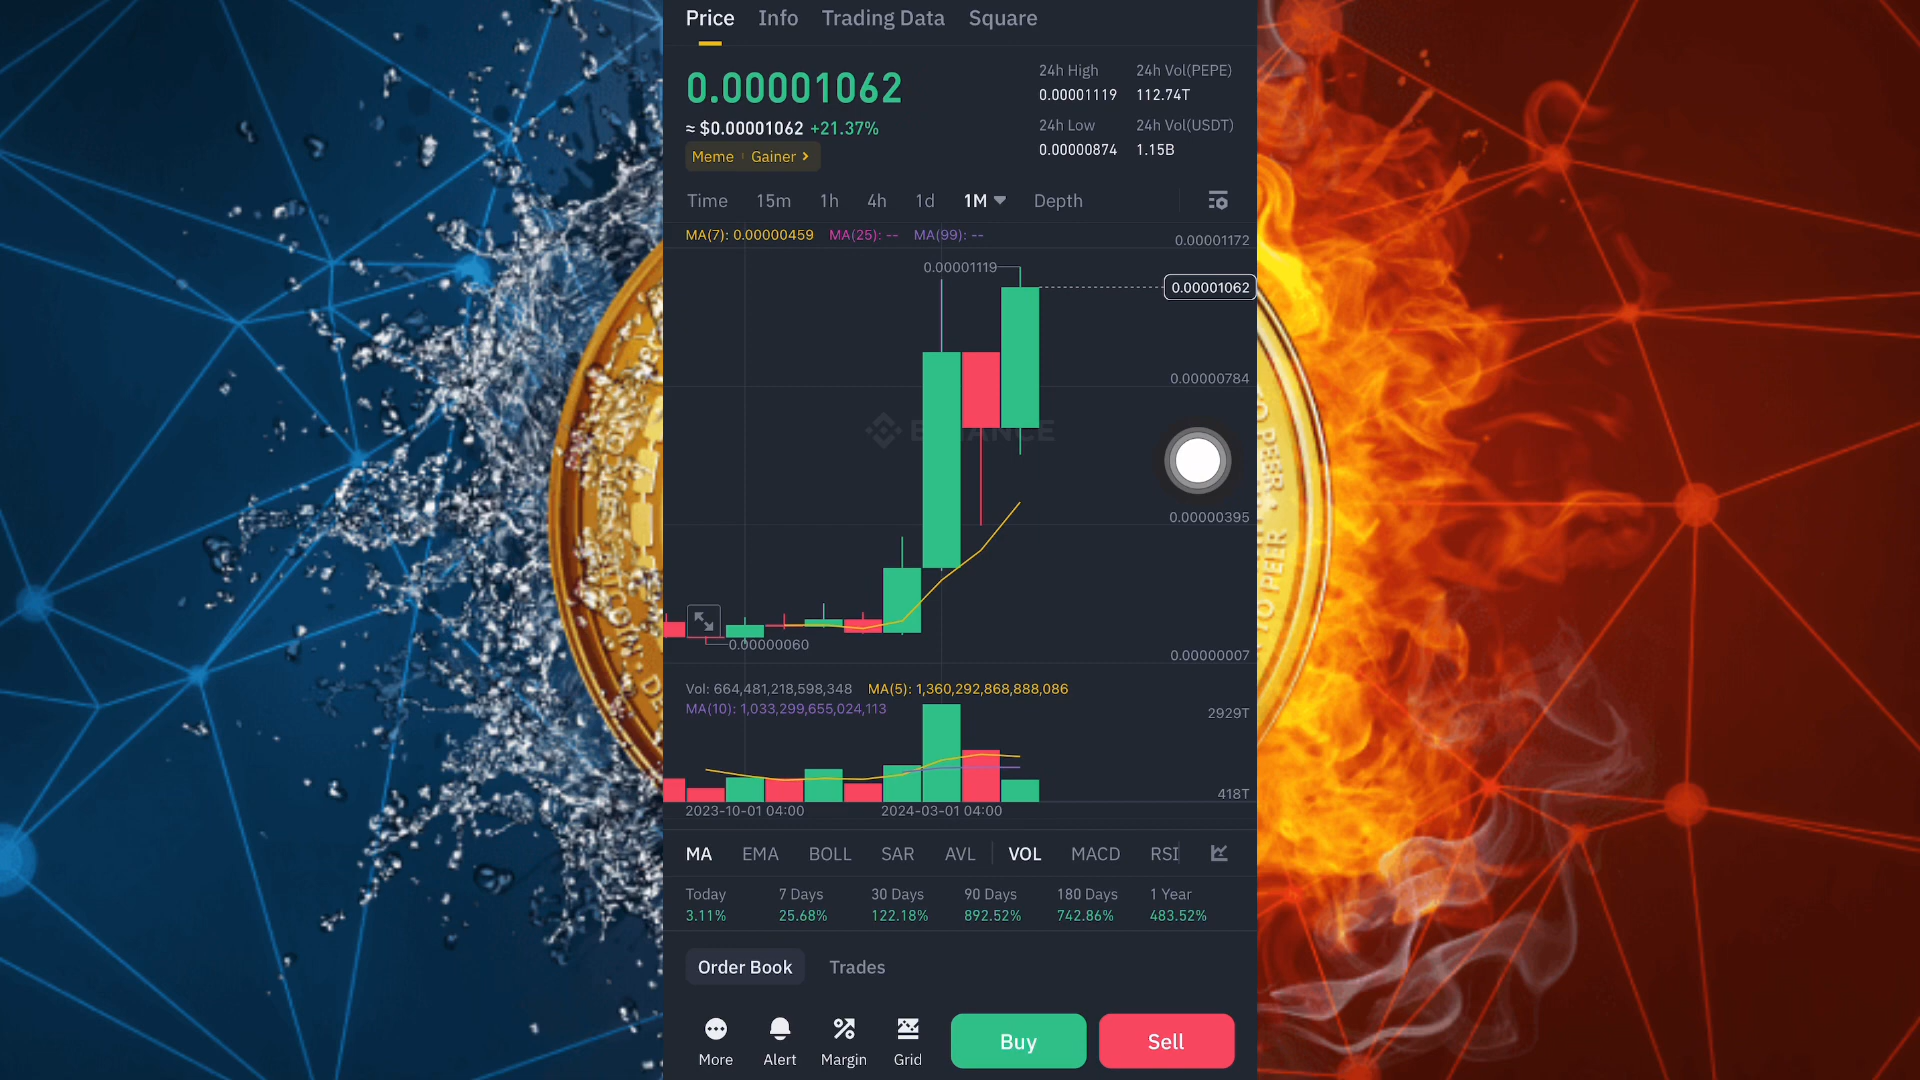 Price Info Trading Data Square
0.00001062
≈ $0.00001062 +21.37%
Meme Gainer
24h High 24h Vol(PEPE)
0.00001119 112.74T
24h Low 24h Vol(USDT)
0.00000874 1.15B
Time 15m 1h 4h 1d 1M Depth
MA(7): 0.00000459 MA(25): -- MA(99): --
0.00001172
0.00001119
0.00001062
0.00000784
BINANCE
0.00000395
0.00000060
0.00000007
Vol: 664,481,218,598,348 MA(5): 1,360,292,868,888,086
MA(10): 1,033,299,655,024,113
2929T
418T
2023-10-01 04:00 2024-03-01 04:00
MA EMA BOLL SAR AVL VOL MACD RSI
Today 7 Days 30 Days 90 Days 180 Days 1 Year
3.11% 25.68% 122.18% 892.52% 742.86% 483.52%
Order Book Trades
More Alert Margin Grid
Buy Sell
TO PEER